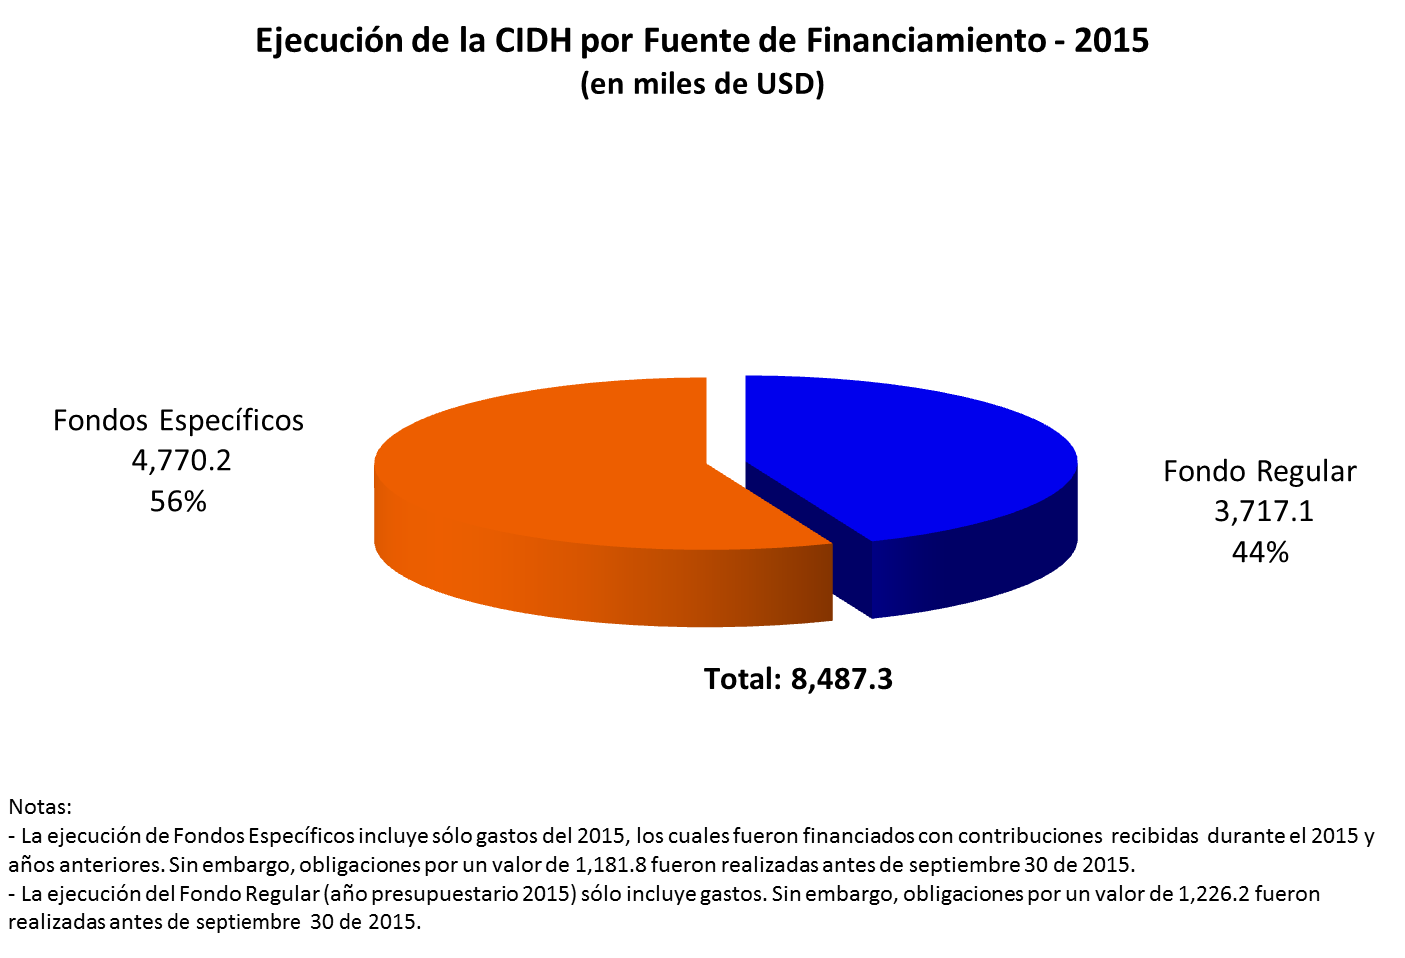 Ejecución de la CIDH por Fuente de Financiamiento - 2015
(en miles de USD)
Fondos Específicos
4,770.2
56%
Fondo Regular
3,717.1
44%
Total: 8,487.3
Notas:
- La ejecución de Fondos Específicos incluye sólo gastos del 2015, los cuales fueron financiados con contribuciones recibidas durante el 2015 y
años anteriores. Sin embargo, obligaciones por un valor de 1,181.8 fueron realizadas antes de septiembre 30 de 2015.
- La ejecución del Fondo Regular (año presupuestario 2015) sólo incluye gastos. Sin embargo, obligaciones por un valor de 1,226.2 fueron
realizadas antes de septiembre 30 de 2015.